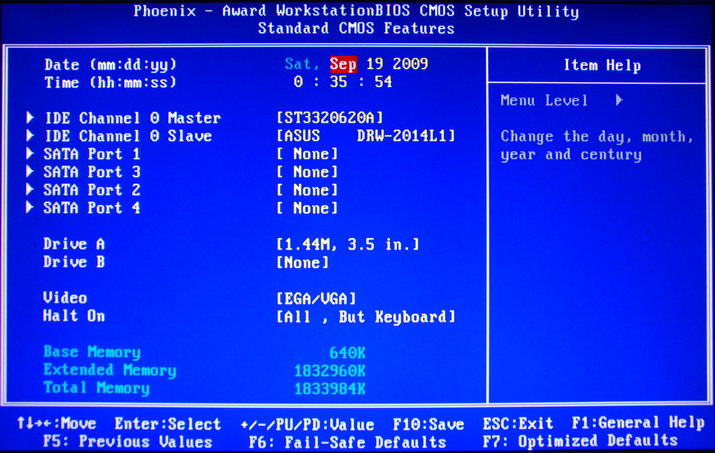 Phoenix - Award WorkstationBIOS CMOS Setup Utility
Standard CMOS Features
Date (mm:dd:yy) Sat, Sep 19 2009
Time (hh:mm:ss) 0 : 35 : 54
IDE Channel 0 Master [ST3320620A]
IDE Channel 0 Slave [ASUS DRW-2014L1]
SATA Port 1 [ None]
SATA Port 3 [ None]
SATA Port 2 [ None]
SATA Port 4 [ None]
Drive A [1.44M, 3.5 in.]
Drive B [None]
Video [EGA/VGA]
Halt On [All , But Keyboard]
Base Memory 640K
Extended Memory 1832960K
Total Memory 1833984K
Item Help
Menu Level
Change the day, month,
year and century
↑↓→←:Move Enter:Select +/-/PU/PD:Value F10:Save ESC:Exit F1:General Help
F5: Previous Values F6: Fail-Safe Defaults F7: Optimized Defaults